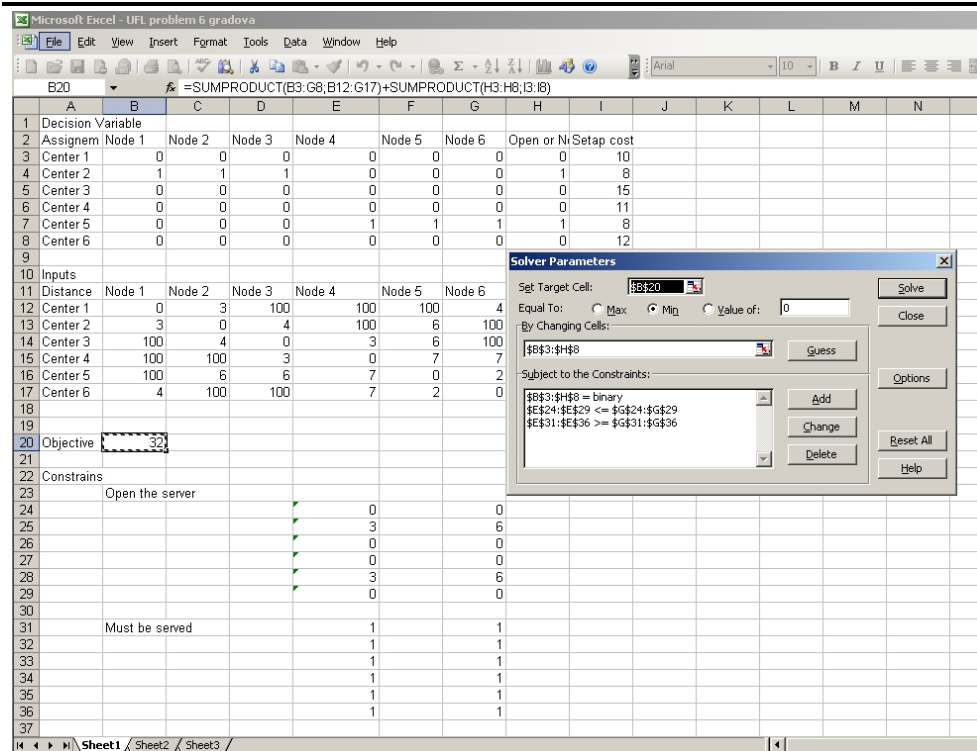 Microsoft Excel - UFL problem 6 gradova
File Edit View Insert Format Tools Data Window Help
Arial 10 B I U
B20 fx =SUMPRODUCT(B3:G8;B12:G17)+SUMPRODUCT(H3:H8;I3:I8)
A B C D E F G H I J K L M N
1 Decision Variable
2 Assignem Node 1 Node 2 Node 3 Node 4 Node 5 Node 6 Open or N Setap cost
3 Center 1 0 0 0 0 0 0 0 10
4 Center 2 1 1 1 0 0 0 1 8
5 Center 3 0 0 0 0 0 0 0 15
6 Center 4 0 0 0 0 0 0 0 11
7 Center 5 0 0 0 1 1 1 1 8
8 Center 6 0 0 0 0 0 0 0 12
9
10 Inputs
11 Distance Node 1 Node 2 Node 3 Node 4 Node 5 Node 6
12 Center 1 0 3 100 100 100 4
13 Center 2 3 0 4 100 6 100
14 Center 3 100 4 0 3 6 100
15 Center 4 100 100 3 0 7 7
16 Center 5 100 6 6 7 0 2
17 Center 6 4 100 100 7 2 0
18
19
20 Objective 32
21
22 Constrains
23 Open the server
24 0 0
25 3 6
26 0 0
27 0 0
28 3 6
29 0 0
30
31 Must be served 1 1
32 1 1
33 1 1
34 1 1
35 1 1
36 1 1
37
Sheet1 Sheet2 Sheet3
Solver Parameters
Set Target Cell: $B$20 Solve
Equal To: Max Min Value of: 0 Close
By Changing Cells:
$B$3:$H$8 Guess
Subject to the Constraints: Options
$B$3:$H$8 = binary Add
$E$24:$E$29 <= $G$24:$G$29
$E$31:$E$36 >= $G$31:$G$36 Change
Reset All
Delete
Help